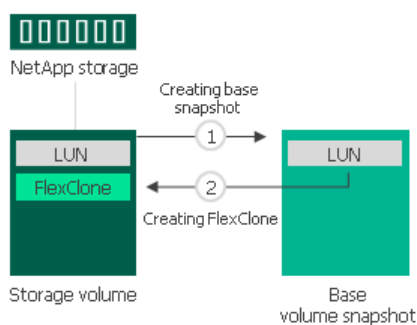 NetApp storage
Creating base
snapshot
1
LUN
LUN
FlexClone
2
Creating FlexClone
Storage volume
Base
volume snapshot